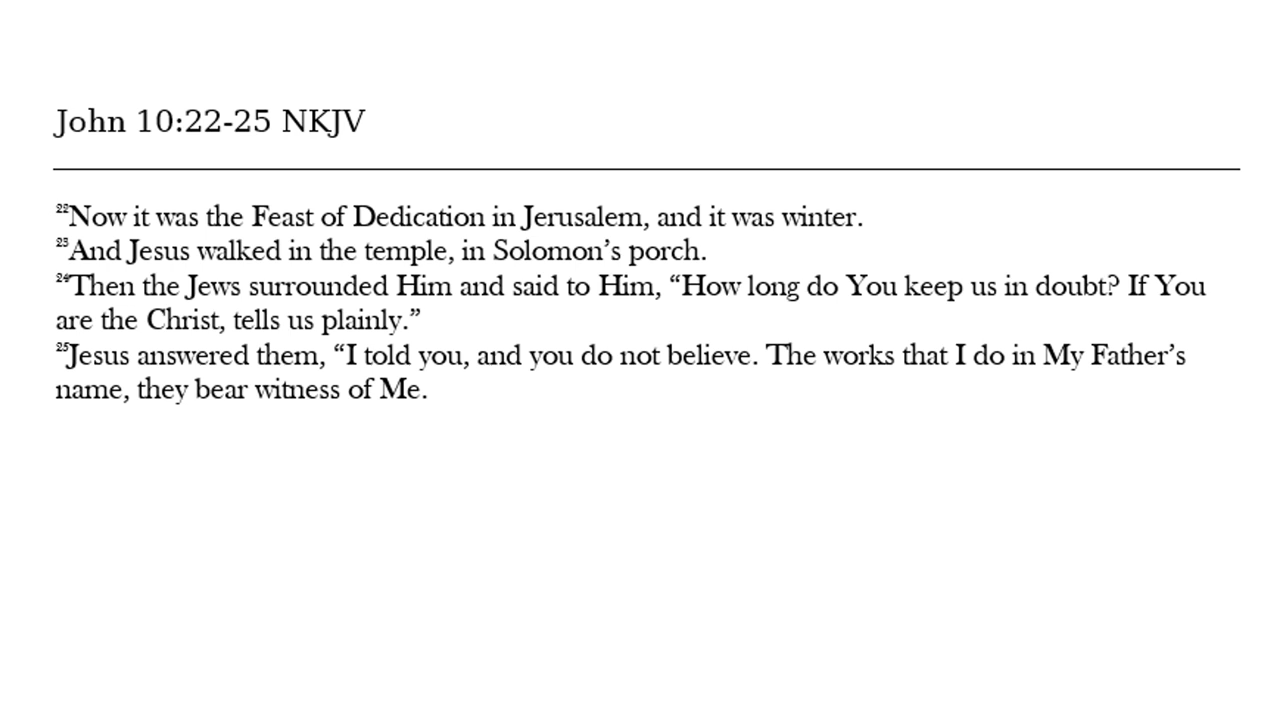 John 10:22-25 NKJV
²²Now it was the Feast of Dedication in Jerusalem, and it was winter.
²³And Jesus walked in the temple, in Solomon’s porch.
²⁴Then the Jews surrounded Him and said to Him, “How long do You keep us in doubt? If You
are the Christ, tells us plainly.”
²⁵Jesus answered them, “I told you, and you do not believe. The works that I do in My Father’s
name, they bear witness of Me.